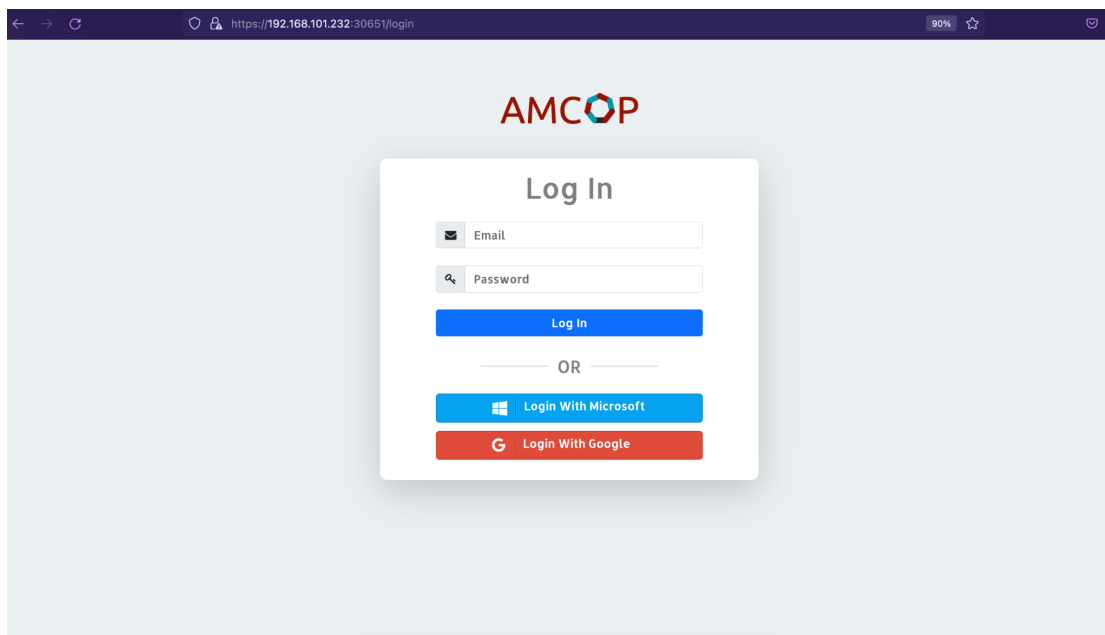 https://192.168.101.232:30651/login
90%
AMCOP
Log In
Email
Password
Log In
OR
Login With Microsoft
G Login With Google